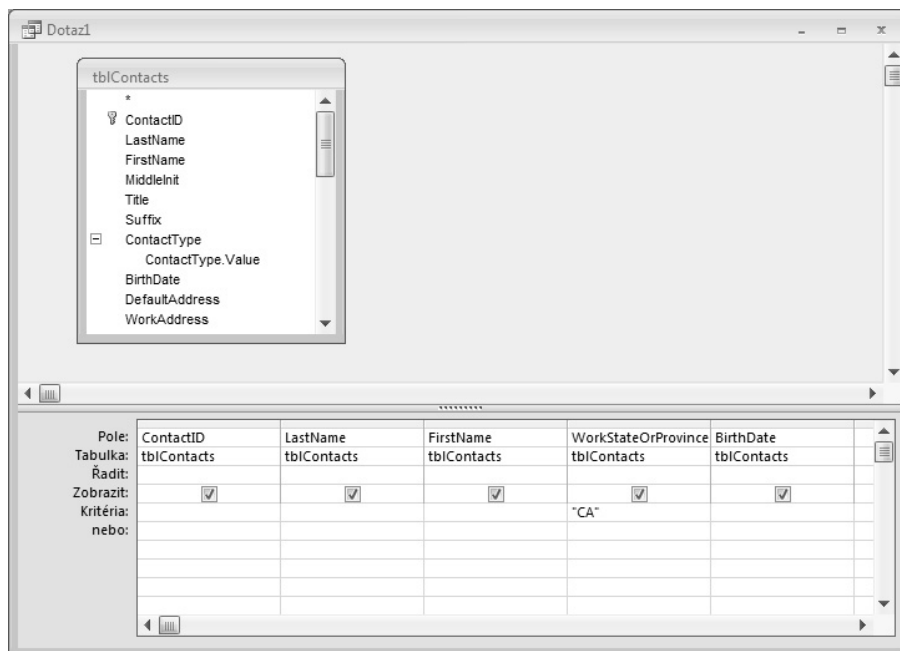 Dotaz1
tblContacts
*
ContactID
LastName
FirstName
MiddleInit
Title
Suffix
ContactType
ContactType.Value
BirthDate
DefaultAddress
WorkAddress
Pole: ContactID LastName FirstName WorkStateOrProvince BirthDate
Tabulka: tblContacts tblContacts tblContacts tblContacts tblContacts
Řadit:
Zobrazit:
Kritéria: "CA"
nebo: